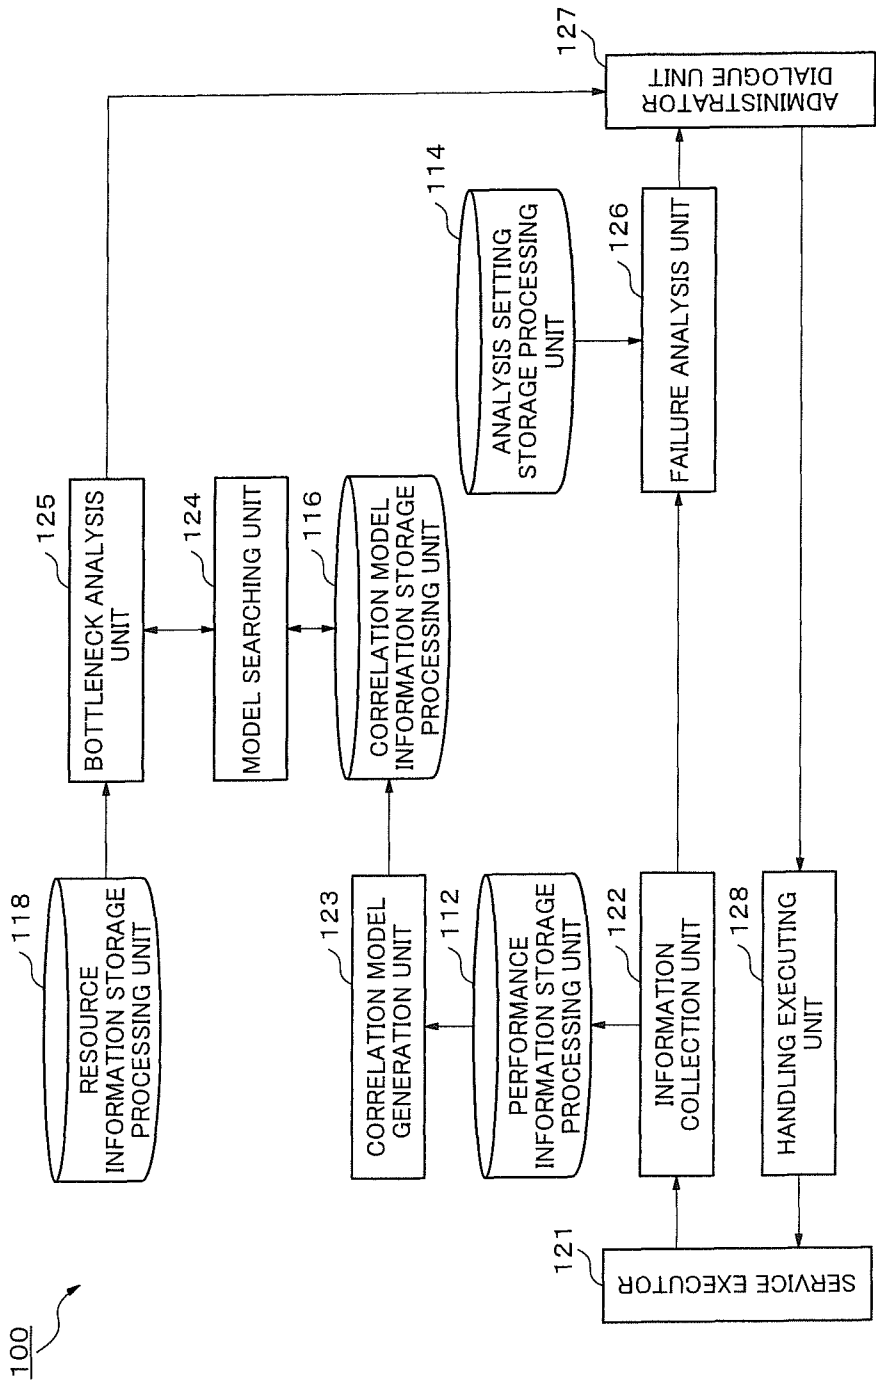 100
118
RESOURCE
INFORMATION STORAGE
PROCESSING UNIT
125
BOTTLENECK ANALYSIS
UNIT
124
MODEL SEARCHING UNIT
123
CORRELATION MODEL
GENERATION UNIT
116
CORRELATION MODEL
INFORMATION STORAGE
PROCESSING UNIT
112
PERFORMANCE
INFORMATION STORAGE
PROCESSING UNIT
114
ANALYSIS SETTING
STORAGE PROCESSING
UNIT
121
SERVICE EXECUTOR
122
INFORMATION
COLLECTION UNIT
126
FAILURE ANALYSIS UNIT
127
ADMINISTRATOR
DIALOGUE UNIT
128
HANDLING EXECUTING
UNIT